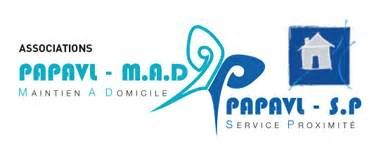 ASSOCIATIONS
PAPAVL - M.A.D
MAINTIEN A DOMICILE
PAPAVL - S.P
SERVICE PROXIMITÉ